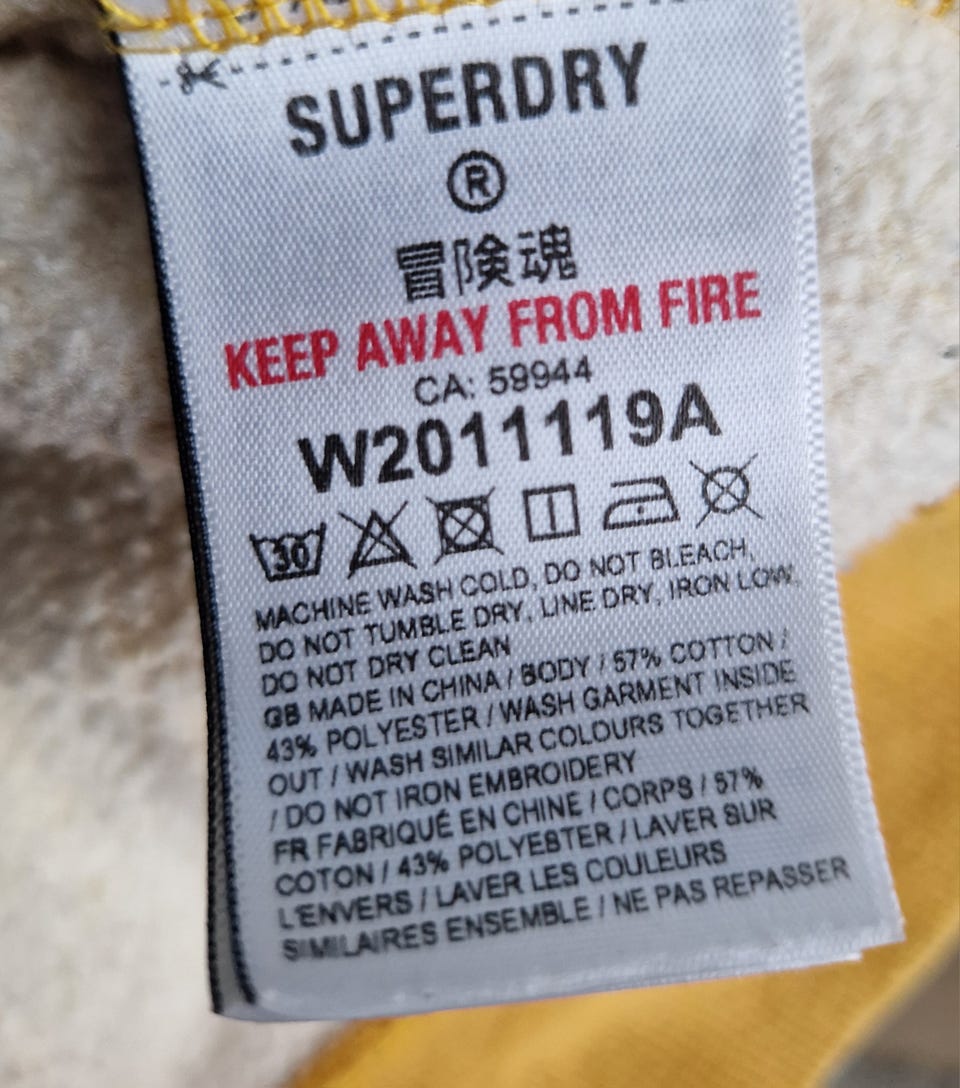 SUPERDRY
®
冒険魂
KEEP AWAY FROM FIRE
CA: 59944
W2011119A
30
MACHINE WASH COLD, DO NOT BLEACH,
DO NOT TUMBLE DRY, LINE DRY, IRON LOW,
DO NOT DRY CLEAN
GB MADE IN CHINA / BODY / 57% COTTON /
43% POLYESTER / WASH GARMENT INSIDE
OUT / WASH SIMILAR COLOURS TOGETHER
/ DO NOT IRON EMBROIDERY
FR FABRIQUÉ EN CHINE / CORPS / 57%
COTON / 43% POLYESTER / LAVER SUR
L'ENVERS / LAVER LES COULEURS
SIMILAIRES ENSEMBLE / NE PAS REPASSER